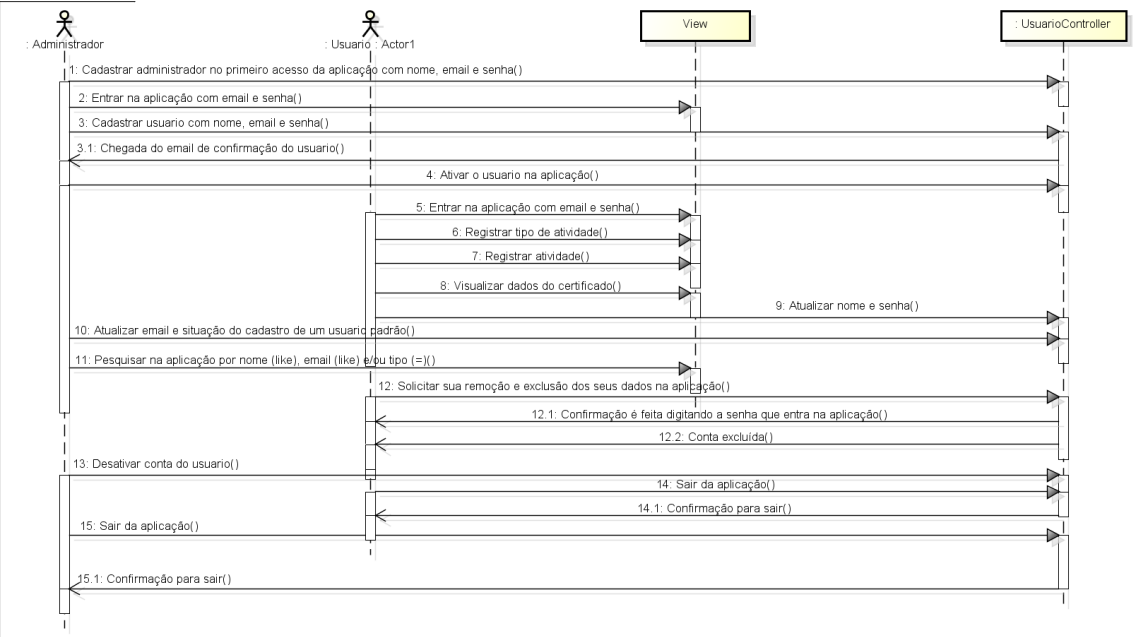 : Administrador
: Usuario : Actor1
View
: UsuarioController
1: Cadastrar administrador no primeiro acesso da aplicação com nome, email e senha()
2: Entrar na aplicação com email e senha()
3: Cadastrar usuario com nome, email e senha()
3.1: Chegada do email de confirmação do usuario()
4: Ativar o usuario na aplicação()
5: Entrar na aplicação com email e senha()
6: Registrar tipo de atividade()
7: Registrar atividade()
8: Visualizar dados do certificado()
9: Atualizar nome e senha()
10: Atualizar email e situação do cadastro de um usuario padrão()
11: Pesquisar na aplicação por nome (like), email (like) e/ou tipo (=)()
12: Solicitar sua remoção e exclusão dos seus dados na aplicação()
12.1: Confirmação é feita digitando a senha que entra na aplicação()
12.2: Conta excluída()
13: Desativar conta do usuario()
14: Sair da aplicação()
14.1: Confirmação para sair()
15: Sair da aplicação()
15.1: Confirmação para sair()